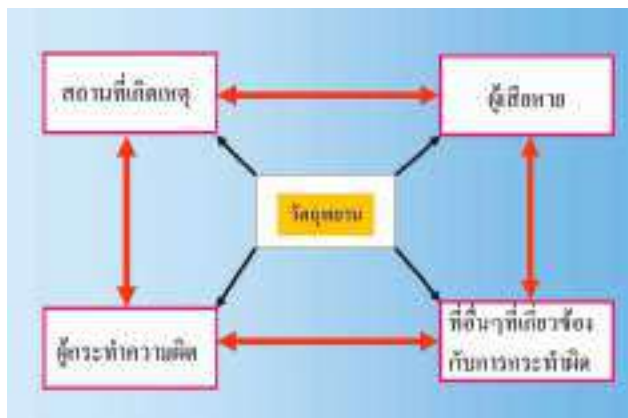 สถานที่เกิดเหตุ
ผู้เสียหาย
วัตถุพยาน
ผู้กระทำความผิด
ที่อื่นๆที่เกี่ยวข้อง
กับการกระทำผิด